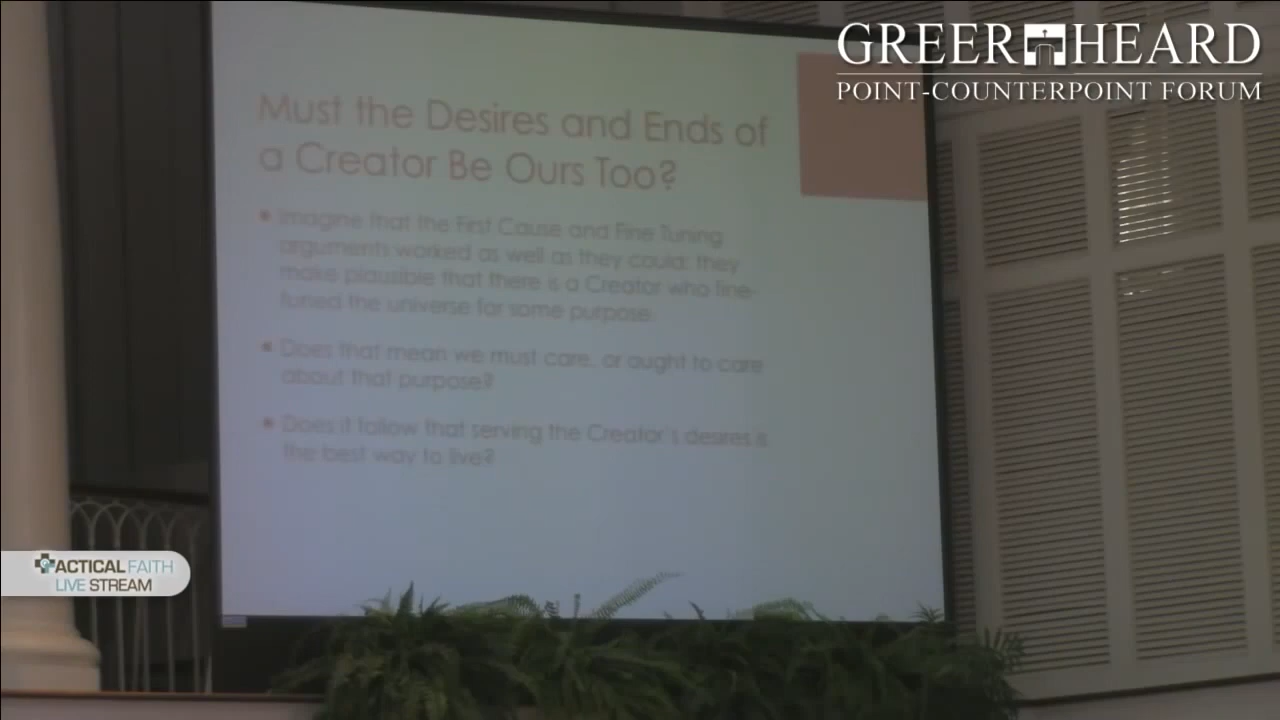 GREER HEARD
POINT-COUNTERPOINT FORUM
Must the Desires and Ends of
a Creator Be Ours Too?
Imagine that the First Cause and Fine Tuning
arguments worked as well as they could: they
make plausible that there is a Creator who fine-
tuned the universe for some purpose.
Does that mean we must care, or ought to care
about that purpose?
Does it follow that serving the Creator's desires is
the best way to live?
TACTICAL FAITH
LIVE STREAM